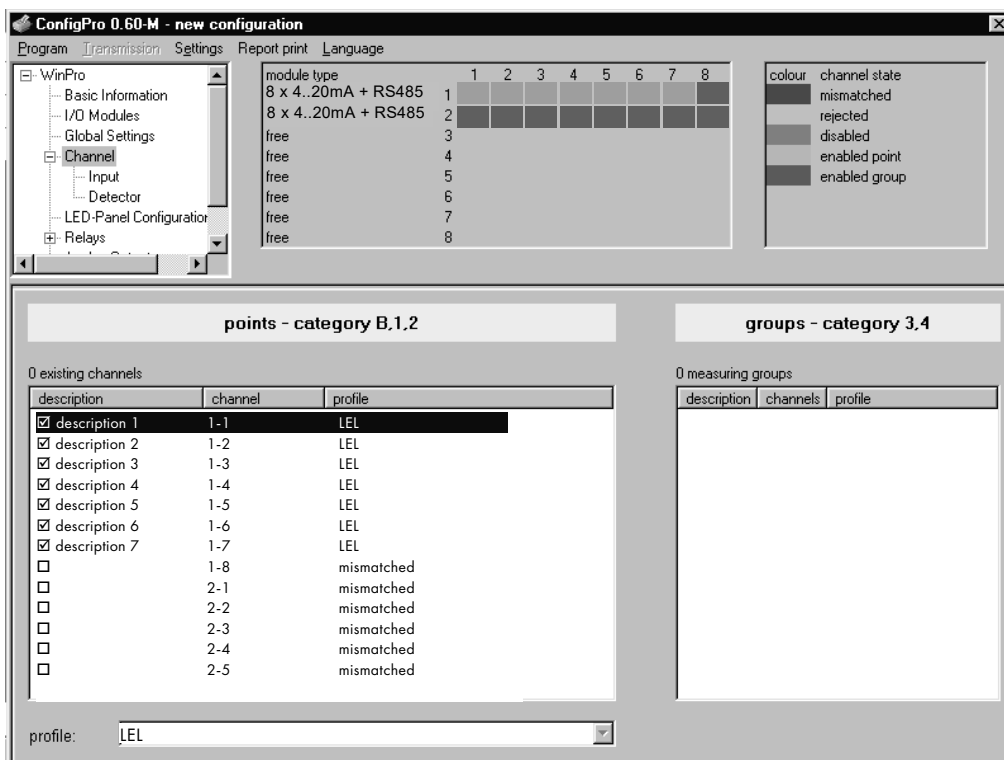 ConfigPro 0.60-M - new configuration
Program Transmission Settings Report print Language
WinPro
Basic Information
I/O Modules
Global Settings
Channel
Input
Detector
LED-Panel Configuration
Relays
module type 1 2 3 4 5 6 7 8
8 x 4..20mA + RS485 1
8 x 4..20mA + RS485 2
free 3
free 4
free 5
free 6
free 7
free 8
colour channel state
mismatched
rejected
disabled
enabled point
enabled group
points - category B,1,2
0 existing channels
description channel profile
description 1 1-1 LEL
description 2 1-2 LEL
description 3 1-3 LEL
description 4 1-4 LEL
description 5 1-5 LEL
description 6 1-6 LEL
description 7 1-7 LEL
1-8 mismatched
2-1 mismatched
2-2 mismatched
2-3 mismatched
2-4 mismatched
2-5 mismatched
profile: LEL
groups - category 3,4
0 measuring groups
description channels profile